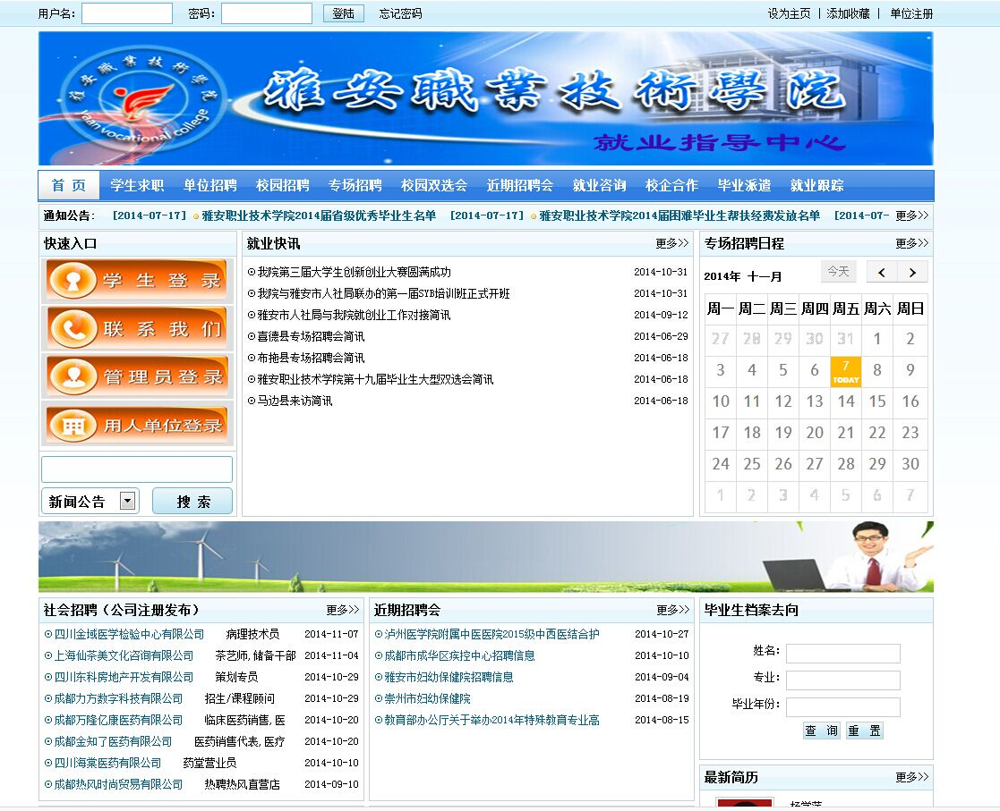 用户名: 密码: 登陆 忘记密码 设为主页 | 添加收藏 | 单位注册
雅安職業技術學院
雅安職業技術學院
yaan vocational college
就业指导中心
首 页 学生求职 单位招聘 校园招聘 专场招聘 校园双选会 近期招聘会 就业咨询 校企合作 毕业派遣 就业跟踪
通知公告: [2014-07-17] 雅安职业技术学院2014届省级优秀毕业生名单 [2014-07-17] 雅安职业技术学院2014届困难毕业生帮扶经费发放名单 [2014-07- 更多>>
快速入口
学 生 登 录
联 系 我 们
管 理 员 登 录
用人单位登录
新闻公告 搜 索
就业快讯 更多>>
我院第三届大学生创新创业大赛圆满成功 2014-10-31
我院与雅安市人社局联办的第一届SYB培训班正式开班 2014-10-31
雅安市人社局与我院就创业工作对接简讯 2014-09-12
喜德县专场招聘会简讯 2014-06-29
布拖县专场招聘会简讯 2014-06-18
雅安职业技术学院第十九届毕业生大型双选会简讯 2014-06-18
马边县来访简讯 2014-06-18
专场招聘日程 更多>>
2014年 十一月 今天 < >
周一 周二 周三 周四 周五 周六 周日
27 28 29 30 31 1 2
3 4 5 6 7 8 9
TODAY
10 11 12 13 14 15 16
17 18 19 20 21 22 23
24 25 26 27 28 29 30
1 2 3 4 5 6 7
社会招聘（公司注册发布） 更多>>
四川金域医学检验中心有限公司 病理技术员 2014-11-07
上海仙茶美文化咨询有限公司 茶艺师, 储备干部 2014-11-04
四川东科房地产开发有限公司 策划专员 2014-10-29
成都力方数字科技有限公司 招生/课程顾问 2014-10-29
成都万隆亿康医药有限公司 临床医药销售, 医 2014-10-20
成都金知了医药有限公司 医药销售代表, 医疗 2014-10-20
四川海棠医药有限公司 药堂营业员 2014-10-10
成都热风时尚贸易有限公司 热聘热风直营店 2014-09-10
近期招聘会 更多>>
泸州医学院附属中医医院2015级中西医结合护 2014-10-27
成都市成华区疾控中心招聘信息 2014-10-10
雅安市妇幼保健院招聘信息 2014-09-04
崇州市妇幼保健院 2014-08-19
教育部办公厅关于举办2014年特殊教育专业高 2014-08-15
毕业生档案去向
姓名:
专业:
毕业年份:
查 询 重 置
最新简历 更多>>